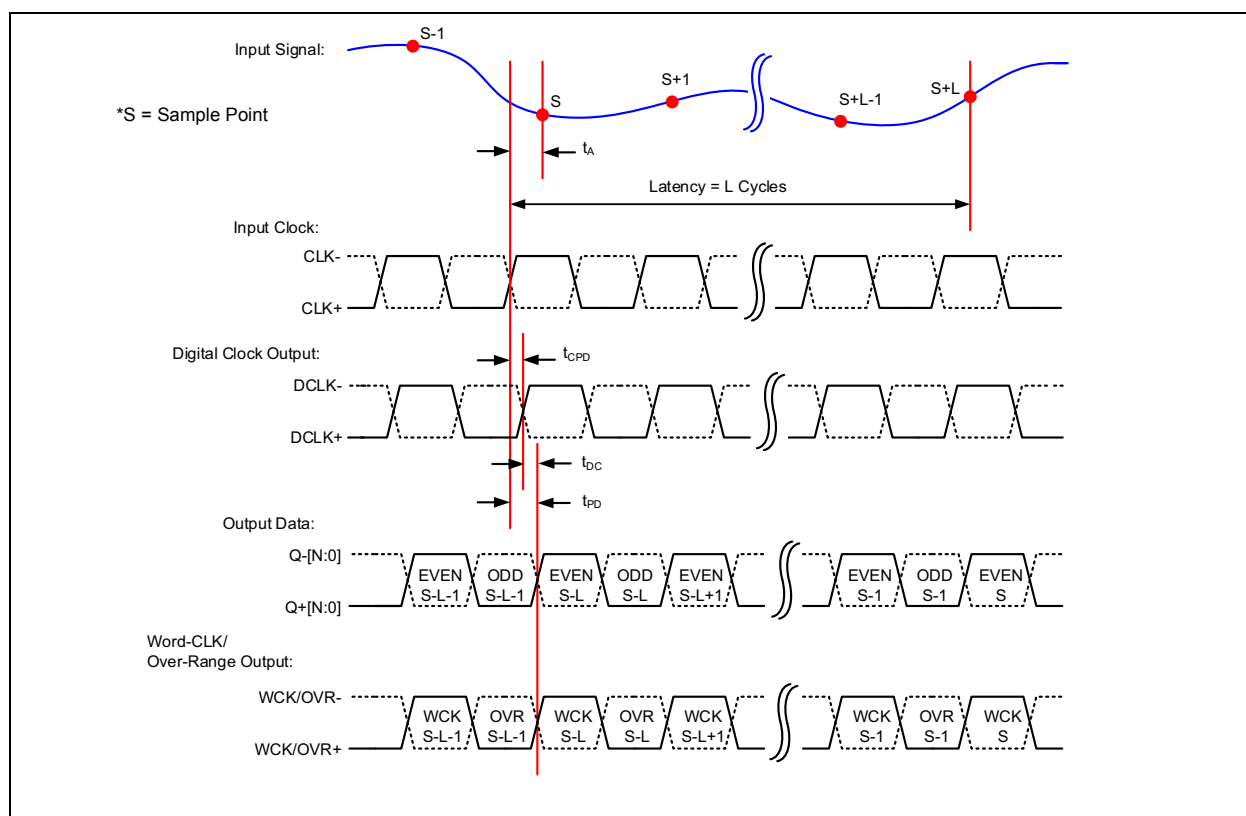 Input Signal:
S-1
S
S+1
S+L-1
S+L
*S = Sample Point
tA
Latency = L Cycles
Input Clock:
CLK-
CLK+
Digital Clock Output:
tCPD
DCLK-
DCLK+
tDC
tPD
Output Data:
Q-[N:0]
EVEN ODD EVEN ODD EVEN EVEN ODD EVEN
S-L-1 S-L-1 S-L S-L S-L+1 S-1 S-1 S
Q+[N:0]
Word-CLK/
Over-Range Output:
WCK/OVR-
WCK OVR WCK OVR WCK WCK OVR WCK
S-L-1 S-L-1 S-L S-L S-L+1 S-1 S-1 S
WCK/OVR+